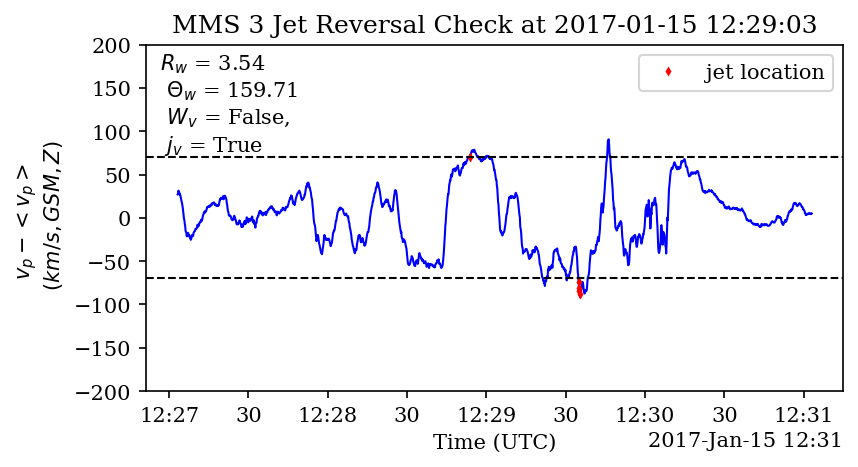 MMS 3 Jet Reversal Check at 2017-01-15 12:29:03
200
150
100
50
0
−50
−100
−150
−200
v_p − <v_p>
(km/s, GSM, Z)
R_w = 3.54
Θ_w = 159.71
W_v = False,
j_v = True
jet location
12:27 30 12:28 30 12:29 30 12:30 30 12:31
Time (UTC)
2017-Jan-15 12:31